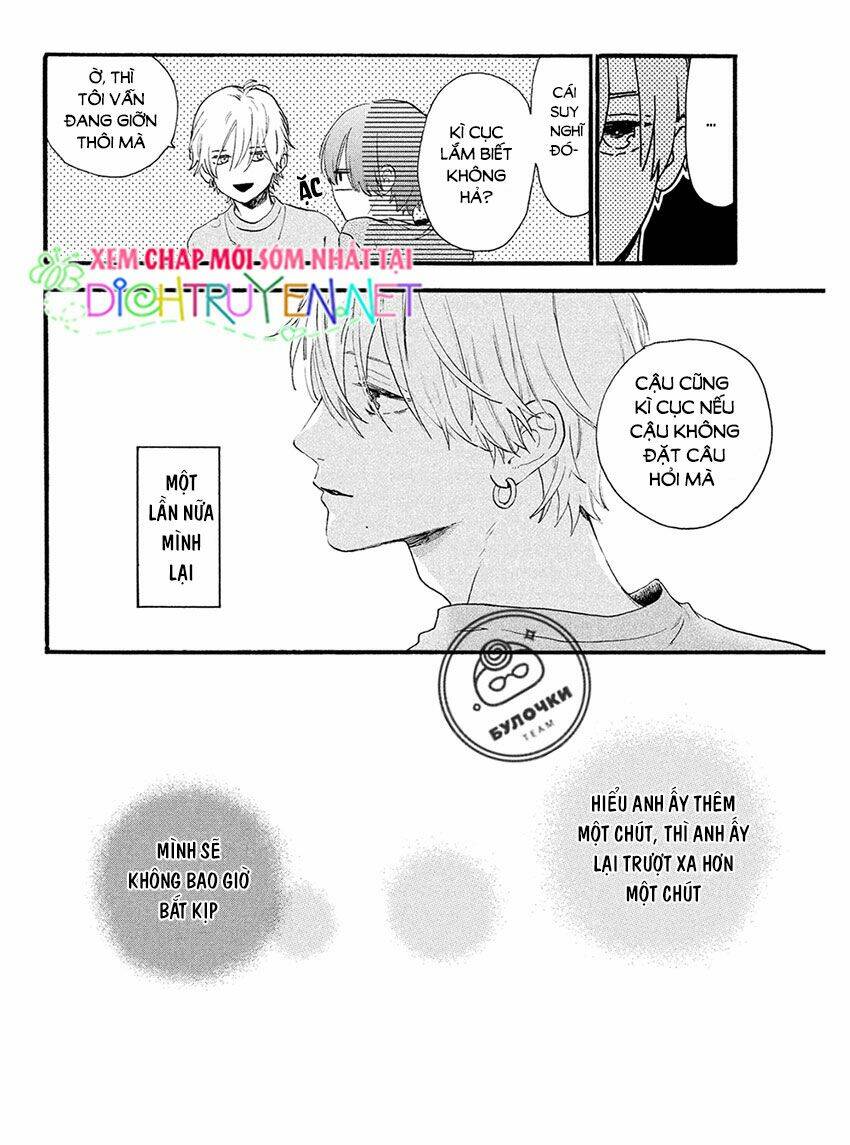 ...
CÁI
SUY
NGHĨ
ĐÓ-
KÌ CỤC
LẮM BIẾT
KHÔNG
HẢ?
ẶC
Ờ, THÌ
TÔI VẪN
ĐANG GIỠN
THÔI MÀ
XEM CHAP MỚI SỚM NHẤT TẠI
DICHTRUYEN.NET
CẬU CŨNG
KÌ CỤC NẾU
CẬU KHÔNG
ĐẶT CÂU
HỎI MÀ
MỘT
LẦN NỮA
MÌNH
LẠI
БУЛОЧКИ
TEAM
HIỂU ANH ẤY THÊM
MỘT CHÚT, THÌ ANH ẤY
LẠI TRƯỢT XA HƠN
MỘT CHÚT
MÌNH SẼ
KHÔNG BAO GIỜ
BẮT KỊP